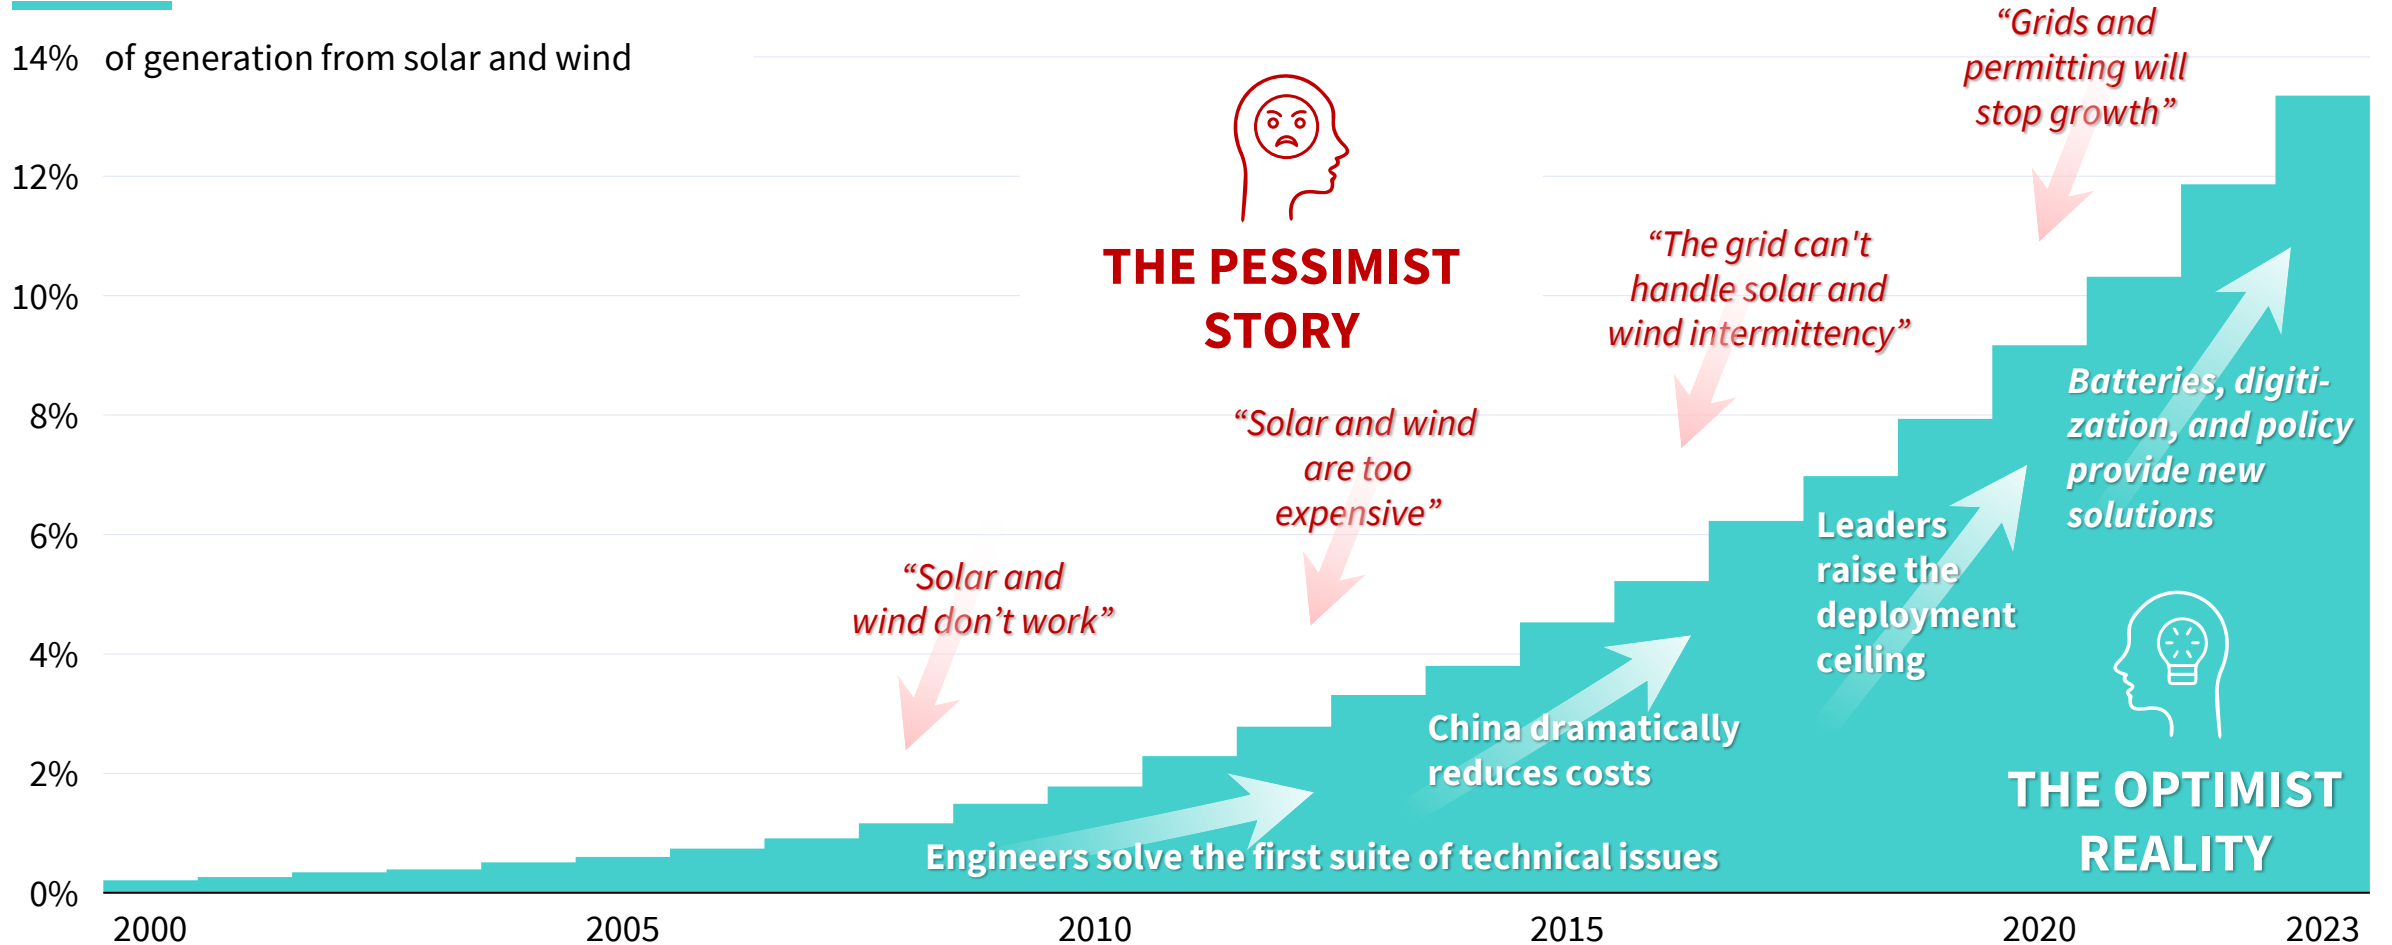 14% of generation from solar and wind
12%
10%
8%
6%
4%
2%
0%
THE PESSIMIST
STORY
“Solar and
wind don’t work”
“Solar and wind
are too
expensive”
“The grid can't
handle solar and
wind intermittency”
“Grids and
permitting will
stop growth”
Engineers solve the first suite of technical issues
China dramatically
reduces costs
Leaders
raise the
deployment
ceiling
Batteries, digiti-
zation, and policy
provide new
solutions
THE OPTIMIST
REALITY
2000
2005
2010
2015
2020
2023